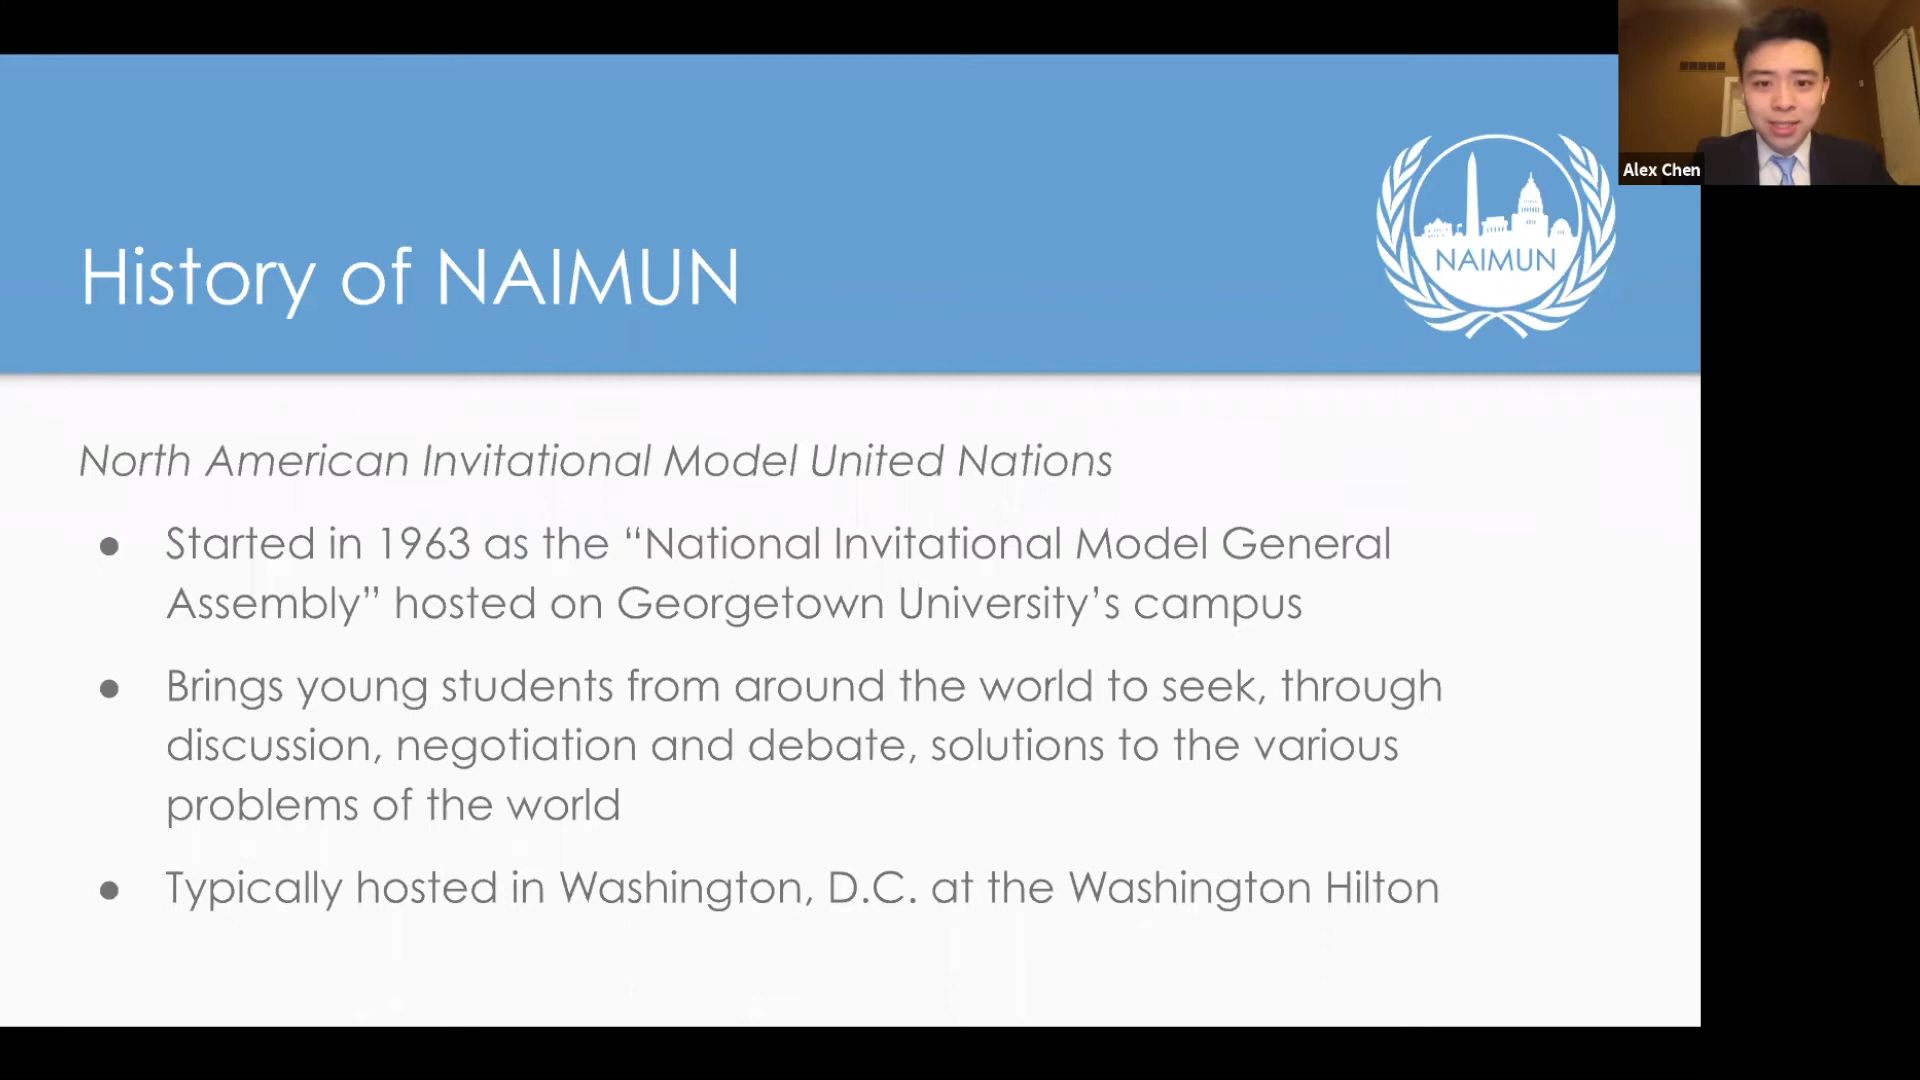 Alex Chen
NAIMUN
History of NAIMUN
North American Invitational Model United Nations
● Started in 1963 as the “National Invitational Model General
Assembly” hosted on Georgetown University’s campus
● Brings young students from around the world to seek, through
discussion, negotiation and debate, solutions to the various
problems of the world
● Typically hosted in Washington, D.C. at the Washington Hilton